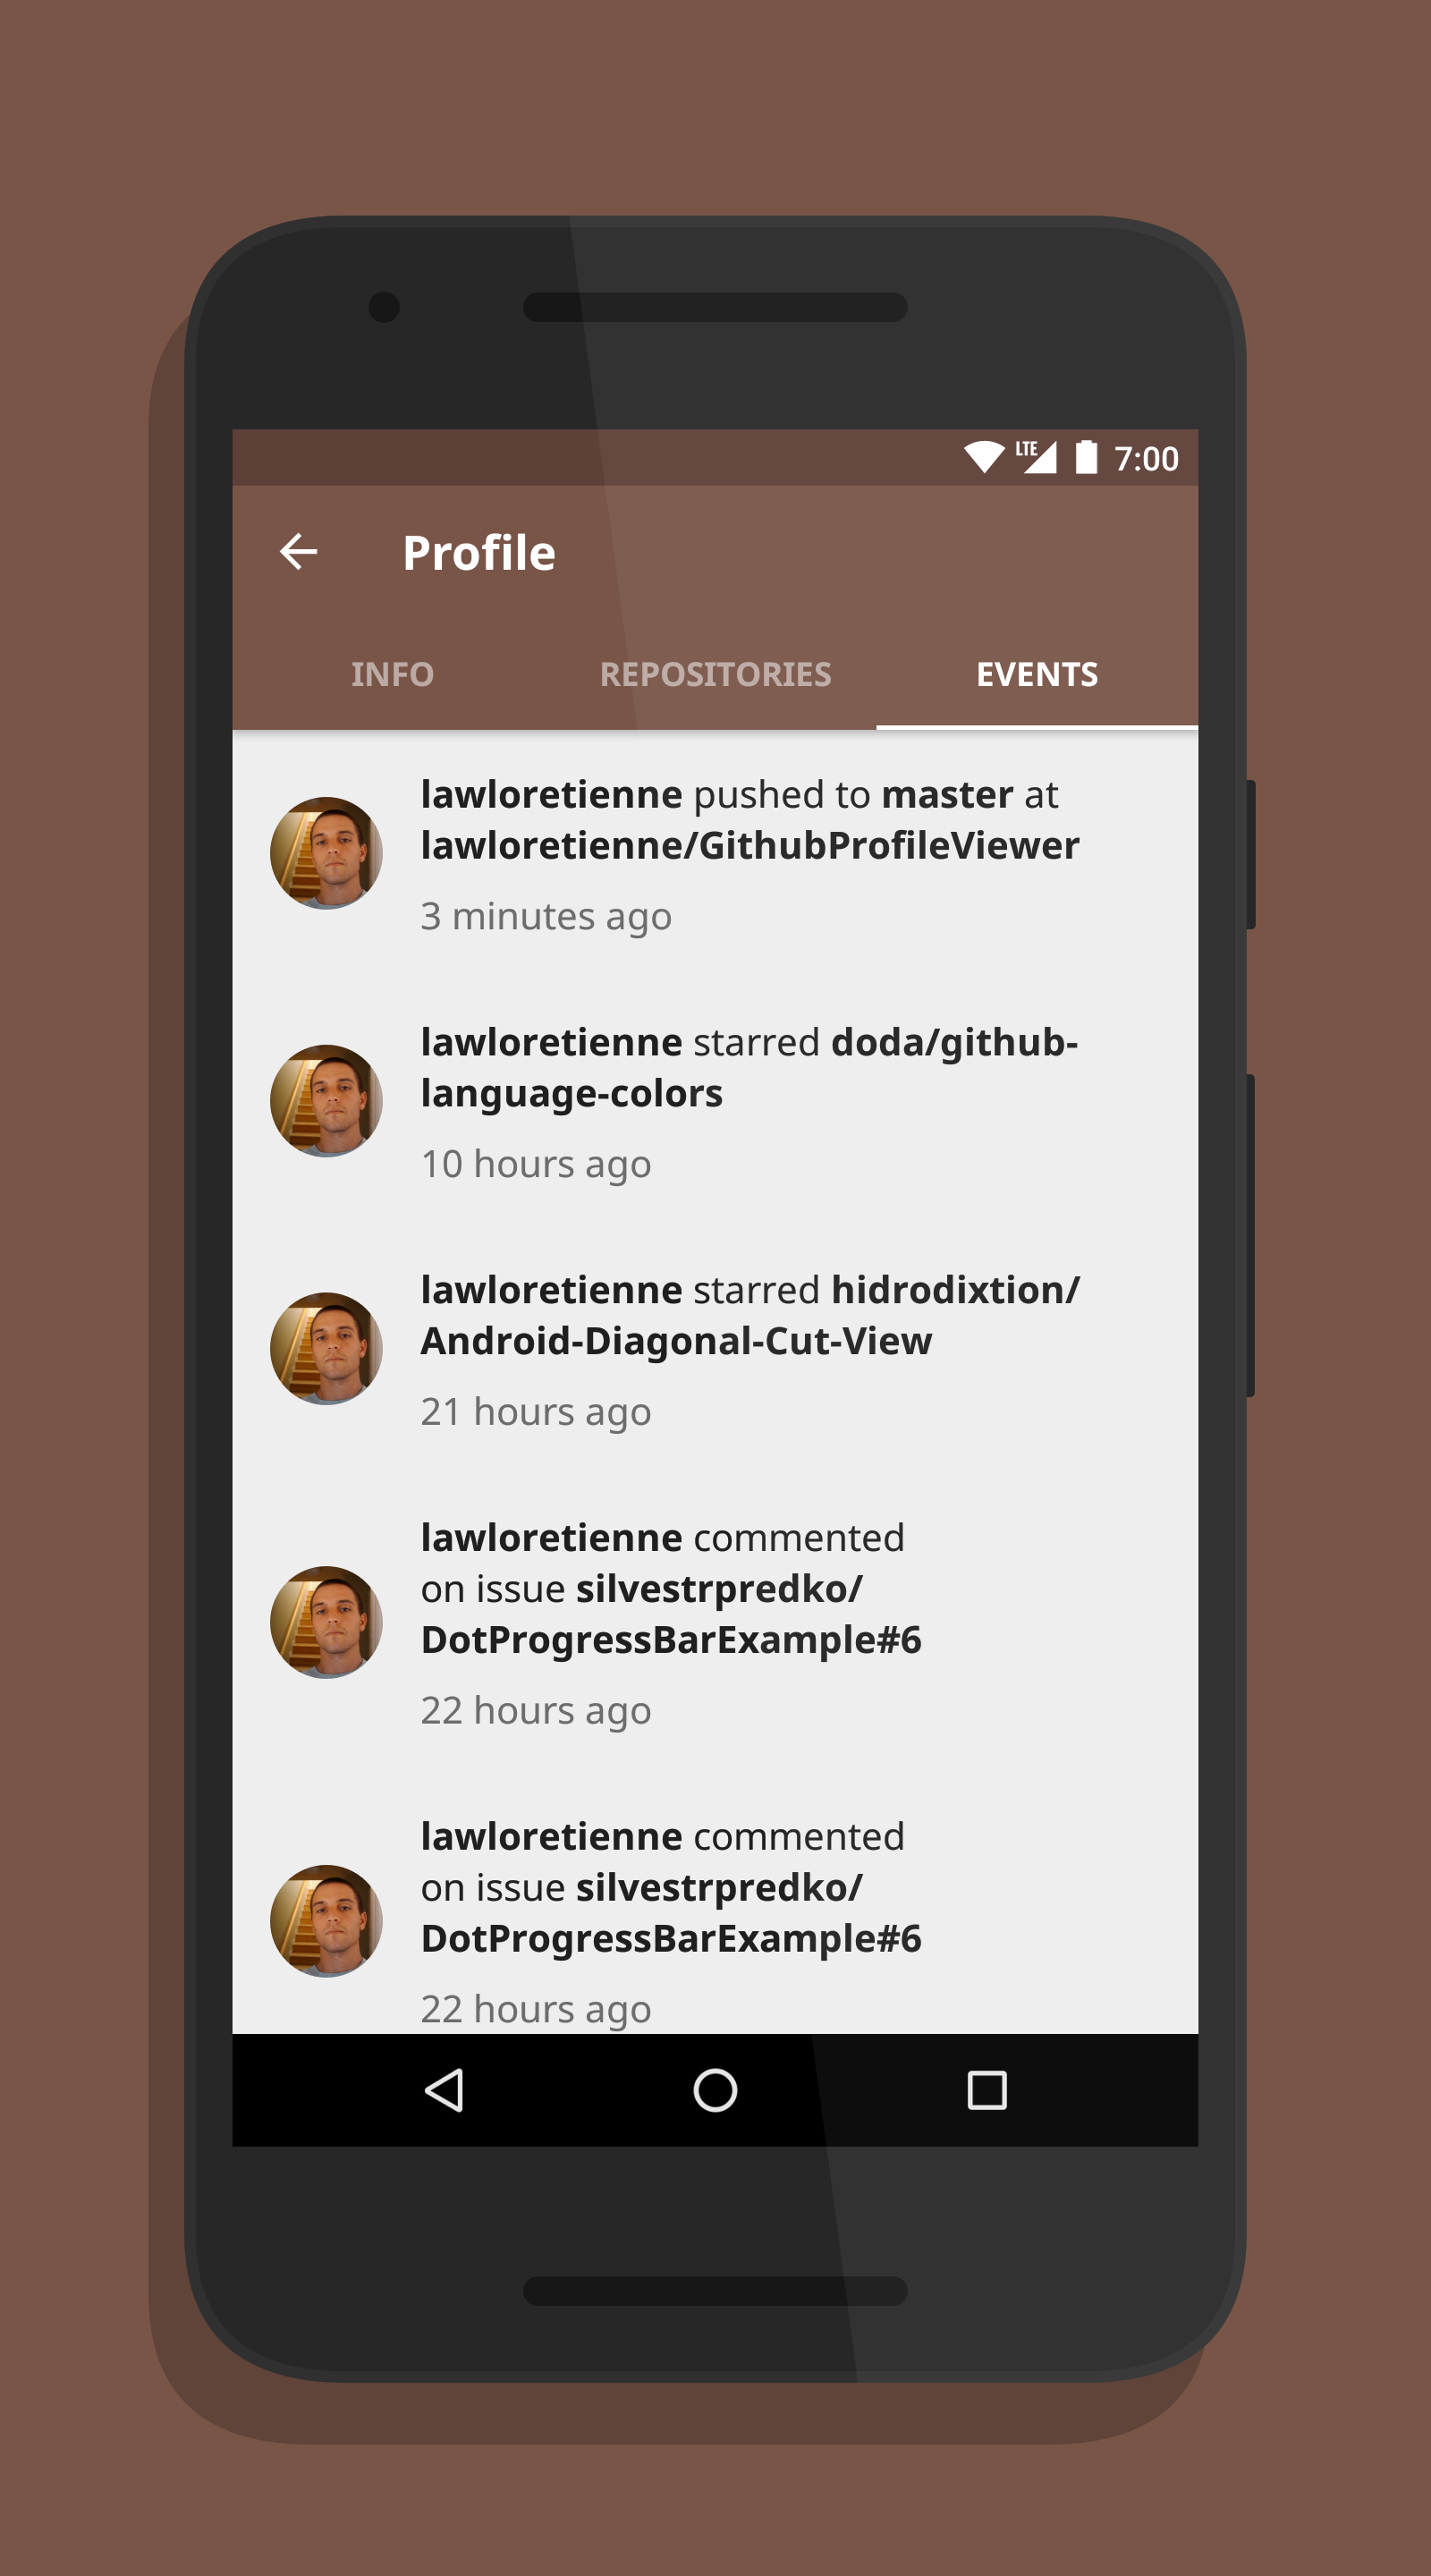 LTE 7:00
Profile
INFO REPOSITORIES EVENTS
lawloretienne pushed to master at
lawloretienne/GithubProfileViewer
3 minutes ago
lawloretienne starred doda/github-
language-colors
10 hours ago
lawloretienne starred hidrodixtion/
Android-Diagonal-Cut-View
21 hours ago
lawloretienne commented
on issue silvestrpredko/
DotProgressBarExample#6
22 hours ago
lawloretienne commented
on issue silvestrpredko/
DotProgressBarExample#6
22 hours ago